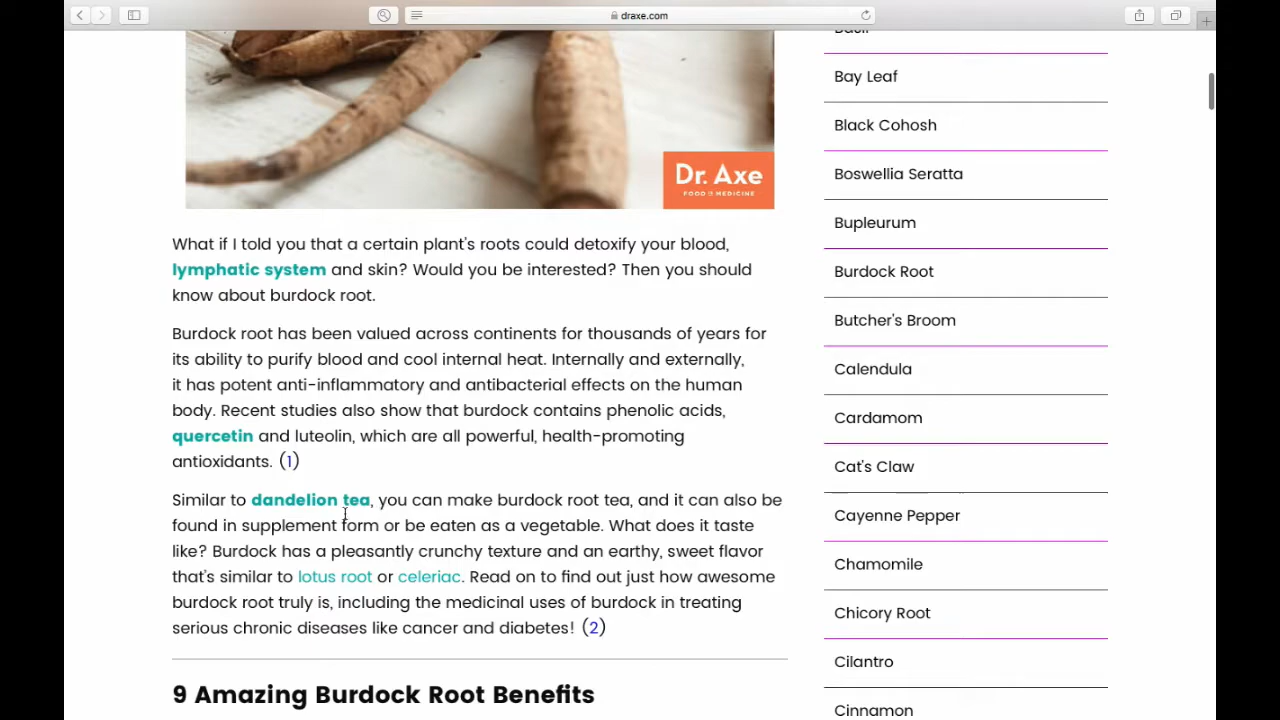 draxe.com
Dr. Axe
FOOD IS MEDICINE
What if I told you that a certain plant's roots could detoxify your blood,
lymphatic system and skin? Would you be interested? Then you should
know about burdock root.
Burdock root has been valued across continents for thousands of years for
its ability to purify blood and cool internal heat. Internally and externally,
it has potent anti-inflammatory and antibacterial effects on the human
body. Recent studies also show that burdock contains phenolic acids,
quercetin and luteolin, which are all powerful, health-promoting
antioxidants. (1)
Similar to dandelion tea, you can make burdock root tea, and it can also be
found in supplement form or be eaten as a vegetable. What does it taste
like? Burdock has a pleasantly crunchy texture and an earthy, sweet flavor
that's similar to lotus root or celeriac. Read on to find out just how awesome
burdock root truly is, including the medicinal uses of burdock in treating
serious chronic diseases like cancer and diabetes! (2)
9 Amazing Burdock Root Benefits
Basil
Bay Leaf
Black Cohosh
Boswellia Seratta
Bupleurum
Burdock Root
Butcher's Broom
Calendula
Cardamom
Cat's Claw
Cayenne Pepper
Chamomile
Chicory Root
Cilantro
Cinnamon